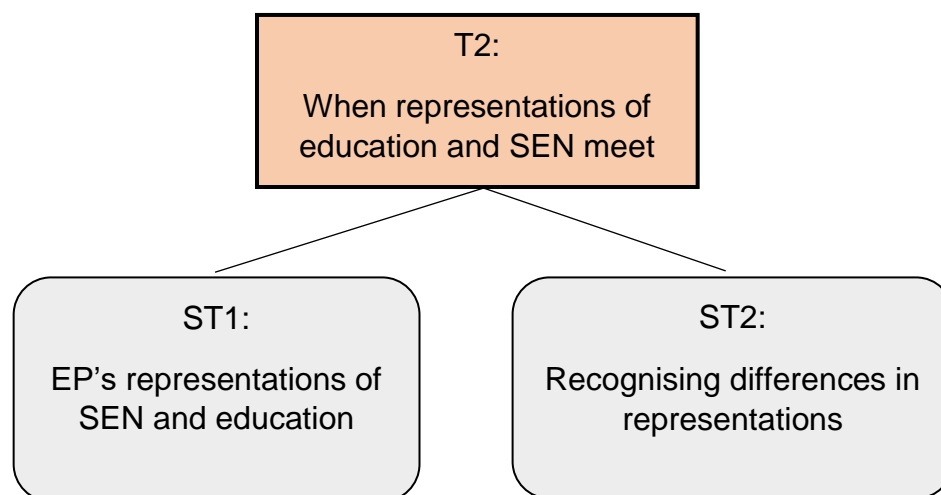 T2:
When representations of
education and SEN meet
ST1:
EP’s representations of
SEN and education
ST2:
Recognising differences in
representations